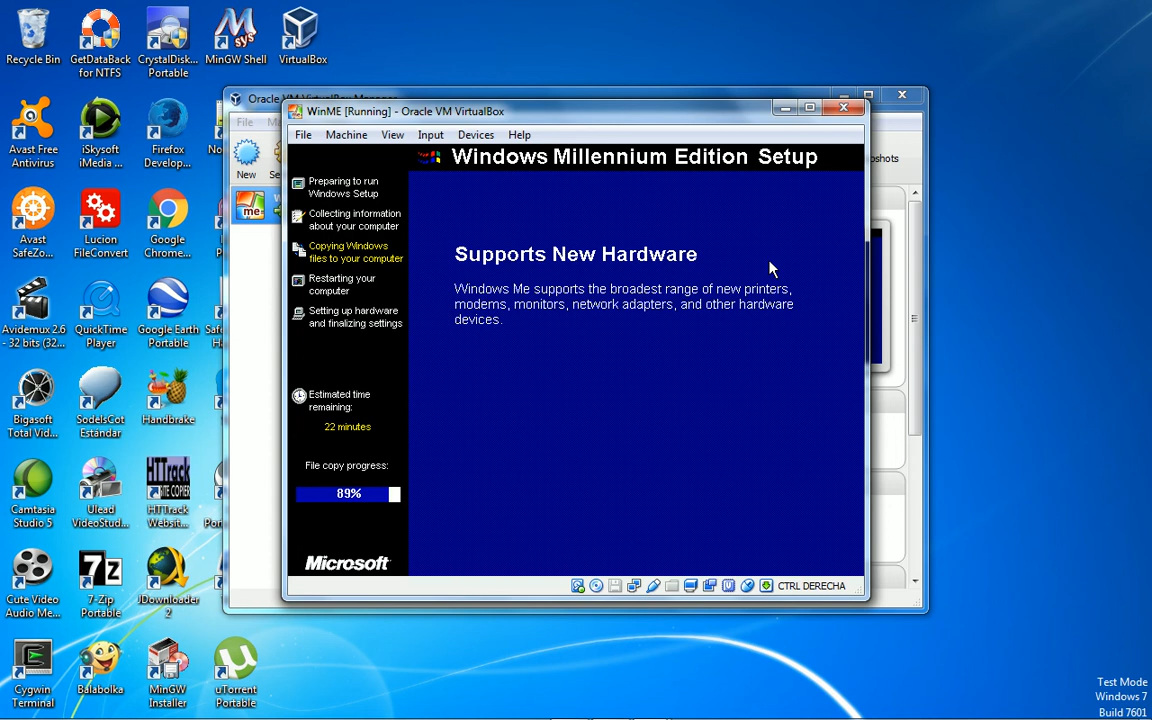 Recycle Bin
GetDataBack
for NTFS
CrystalDisk...
Portable
MinGW Shell
VirtualBox
Avast Free
Antivirus
iSkysoft
iMedia ...
Firefox
Develop...
No
Avast
SafeZo...
Lucion
FileConvert
Google
Chrome...
Avidemux 2.6
- 32 bits (32...
QuickTime
Player
Google Earth
Portable
Bigasoft
Total Vid...
SodelsCot
Estándar
Handbrake
Camtasia
Studio 5
Ulead
VideoStud...
HTTrack
Websit...
Por
Cute Video
Audio Me...
7-Zip
Portable
JDownloader
2
Cygwin
Terminal
Balabolka
MinGW
Installer
uTorrent
Portable
Oracle VM VirtualBox Manager
File
New
Se
pshots
WinME [Running] - Oracle VM VirtualBox
File Machine View Input Devices Help
Windows Millennium Edition Setup
Preparing to run
Windows Setup
Collecting information
about your computer
Copying Windows
files to your computer
Restarting your
computer
Setting up hardware
and finalizing settings
Estimated time
remaining:
22 minutes
File copy progress:
89%
Microsoft
Supports New Hardware
Windows Me supports the broadest range of new printers,
modems, monitors, network adapters, and other hardware
devices.
CTRL DERECHA
Test Mode
Windows 7
Build 7601